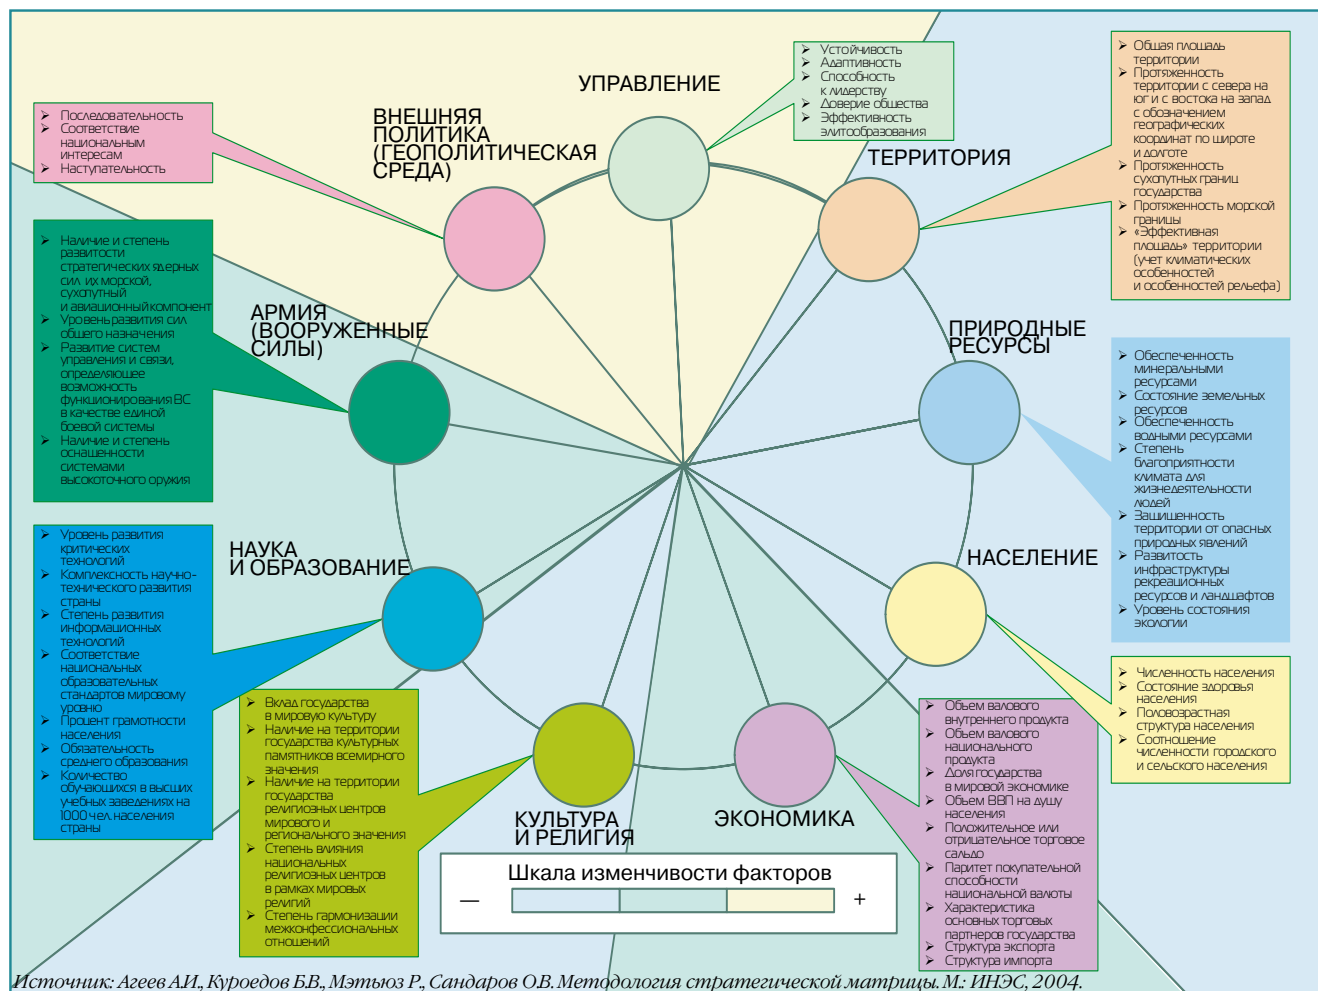 УПРАВЛЕНИЕ
➢ Устойчивость
➢ Адаптивность
➢ Способность
к лидерству
➢ Доверие общества
➢ Эффективность
элитообразования
ТЕРРИТОРИЯ
➢ Общая площадь
территории
➢ Протяженность
территории с севера на
юг и с востока на запад
с обозначением
географических
координат по широте
и долготе
➢ Протяженность
сухопутных границ
государства
➢ Протяженность морской
границы
➢ «Эффективная
площадь» территории
(учет климатических
особенностей
и особенностей рельефа)
ПРИРОДНЫЕ
РЕСУРСЫ
➢ Обеспеченность
минеральными
ресурсами
➢ Состояние земельных
ресурсов
➢ Обеспеченность
водными ресурсами
➢ Степень
благоприятности
климата для
жизнедеятельности
людей
➢ Защищенность
территории от опасных
природных явлений
➢ Развитость
инфраструктуры
рекреационных
ресурсов и ландшафтов
➢ Уровень состояния
экологии
НАСЕЛЕНИЕ
➢ Численность населения
➢ Состояние здоровья
населения
➢ Половозрастная
структура населения
➢ Соотношение
численности городского
и сельского населения
ЭКОНОМИКА
➢ Объем валового
внутреннего продукта
➢ Объем валового
национального
продукта
➢ Доля государства
в мировой экономике
➢ Объем ВВП на душу
населения
➢ Положительное или
отрицательное торговое
сальдо
➢ Паритет покупательной
способности
национальной валюты
➢ Характеристика
основных торговых
партнеров государства
➢ Структура экспорта
➢ Структура импорта
КУЛЬТУРА
И РЕЛИГИЯ
➢ Вклад государства
в мировую культуру
➢ Наличие на территории
государства культурных
памятников всемирного
значения
➢ Наличие на территории
государства
религиозных центров
мирового и
регионального значения
➢ Степень влияния
национальных
религиозных центров
в рамках мировых
религий
➢ Степень гармонизации
межконфессиональных
отношений
НАУКА
И ОБРАЗОВАНИЕ
➢ Уровень развития
критических
технологий
➢ Комплексность научно-
технического развития
страны
➢ Степень развития
информационных
технологий
➢ Соответствие
национальных
образовательных
стандартов мировому
уровню
➢ Процент грамотности
населения
➢ Обязательность
среднего образования
➢ Количество
обучающихся в высших
учебных заведениях на
1000 чел. населения
страны
АРМИЯ
(ВООРУЖЕННЫЕ
СИЛЫ)
➢ Наличие и степень
развитости
стратегических ядерных
сил их морской,
сухопутный
и авиационный компонент
➢ Уровень развития сил
общего назначения
➢ Развитие систем
управления и связи,
определяющее
возможность
функционирования ВС
в качестве единой
боевой системы
➢ Наличие и степень
оснащенности
системами
высокоточного оружия
ВНЕШНЯЯ
ПОЛИТИКА
(ГЕОПОЛИТИЧЕСКАЯ
СРЕДА)
➢ Последовательность
➢ Соответствие
национальным
интересам
➢ Наступательность
Шкала изменчивости факторов
— +
Источник: Агеев А.И., Куроедов Б.В., Мэтьюз Р., Сандаров О.В. Методология стратегической матрицы. М.: ИНЭС, 2004.